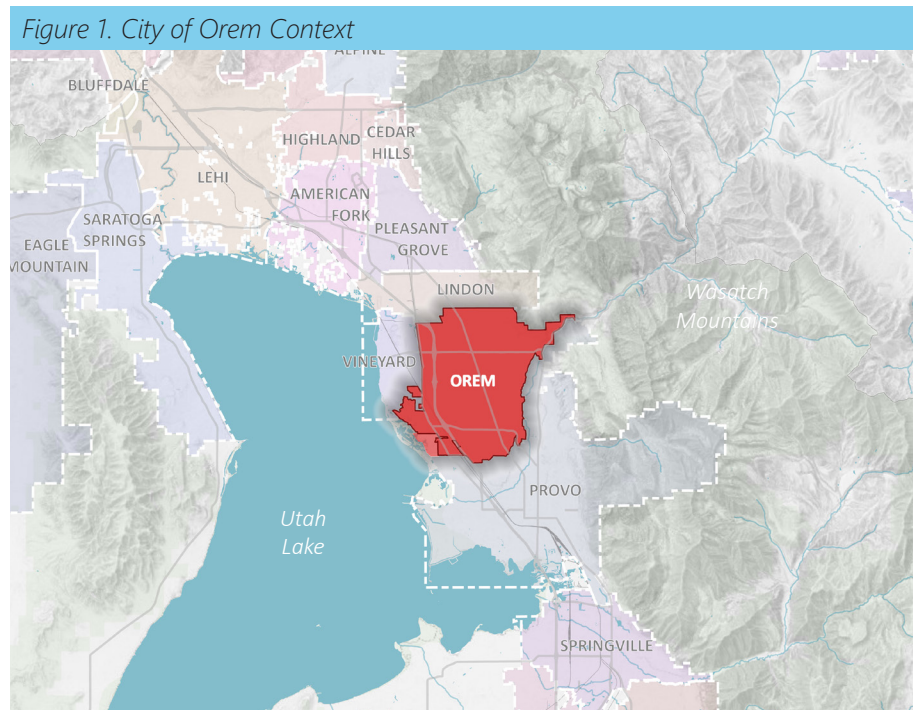 Figure 1. City of Orem Context
ALPINE
BLUFFDALE
HIGHLAND
CEDAR
HILLS
LEHI
AMERICAN
FORK
SARATOGA
SPRINGS
PLEASANT
GROVE
EAGLE
MOUNTAIN
LINDON
Wasatch
Mountains
VINEYARD
OREM
PROVO
Utah
Lake
SPRINGVILLE